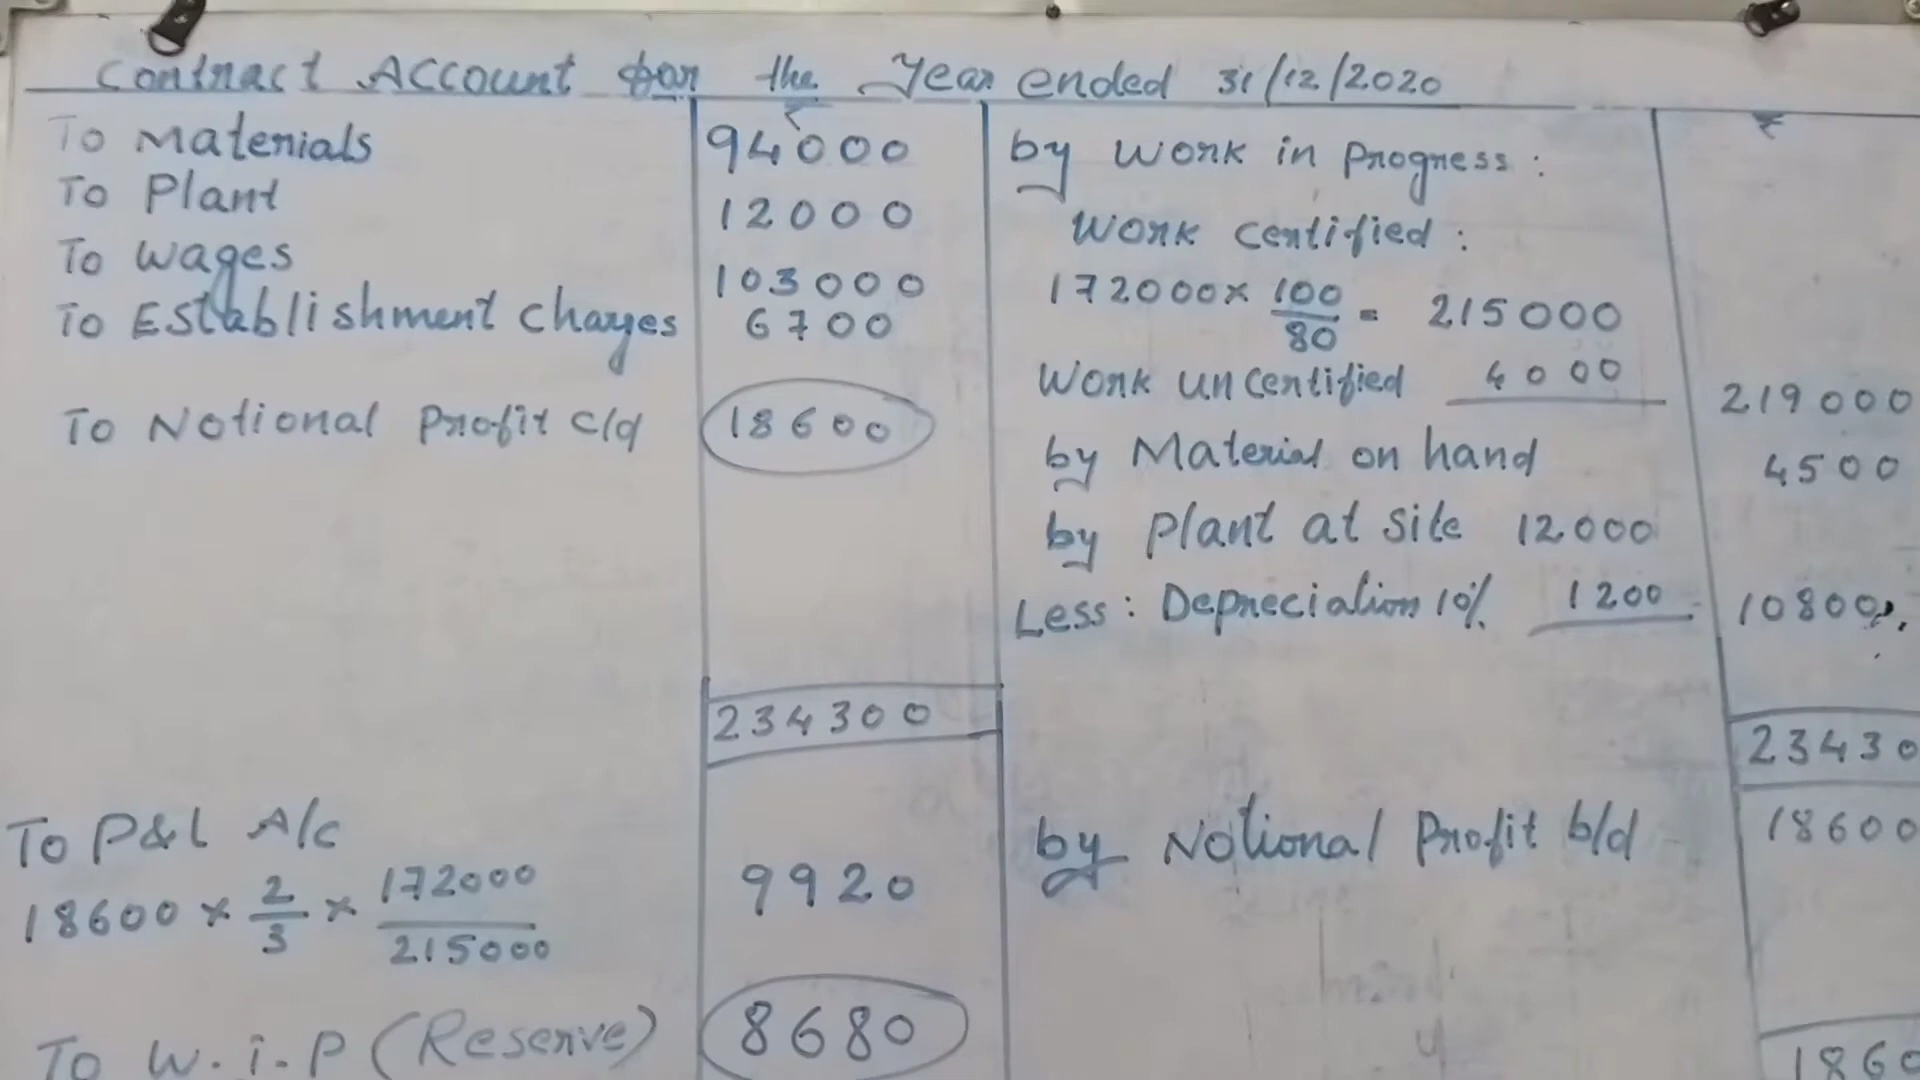 Contract Account for the Year ended 31/12/2020
₹
To Materials 94000
To Plant 12000
To Wages 103000
To Establishment Charges 6700
To Notional Profit c/d 18600
234300
To P&L A/c
18600 × 2/3 × 172000/215000 9920
To W.i.P (Reserve) 8680
₹
by Work in Progress:
Work Certified:
172000 × 100/80 = 215000
Work uncertified 4000 219000
by Material on hand 4500
by Plant at Site 12000
Less: Depreciation 10% 1200 10800
23430
by Notional Profit b/d 18600
1860